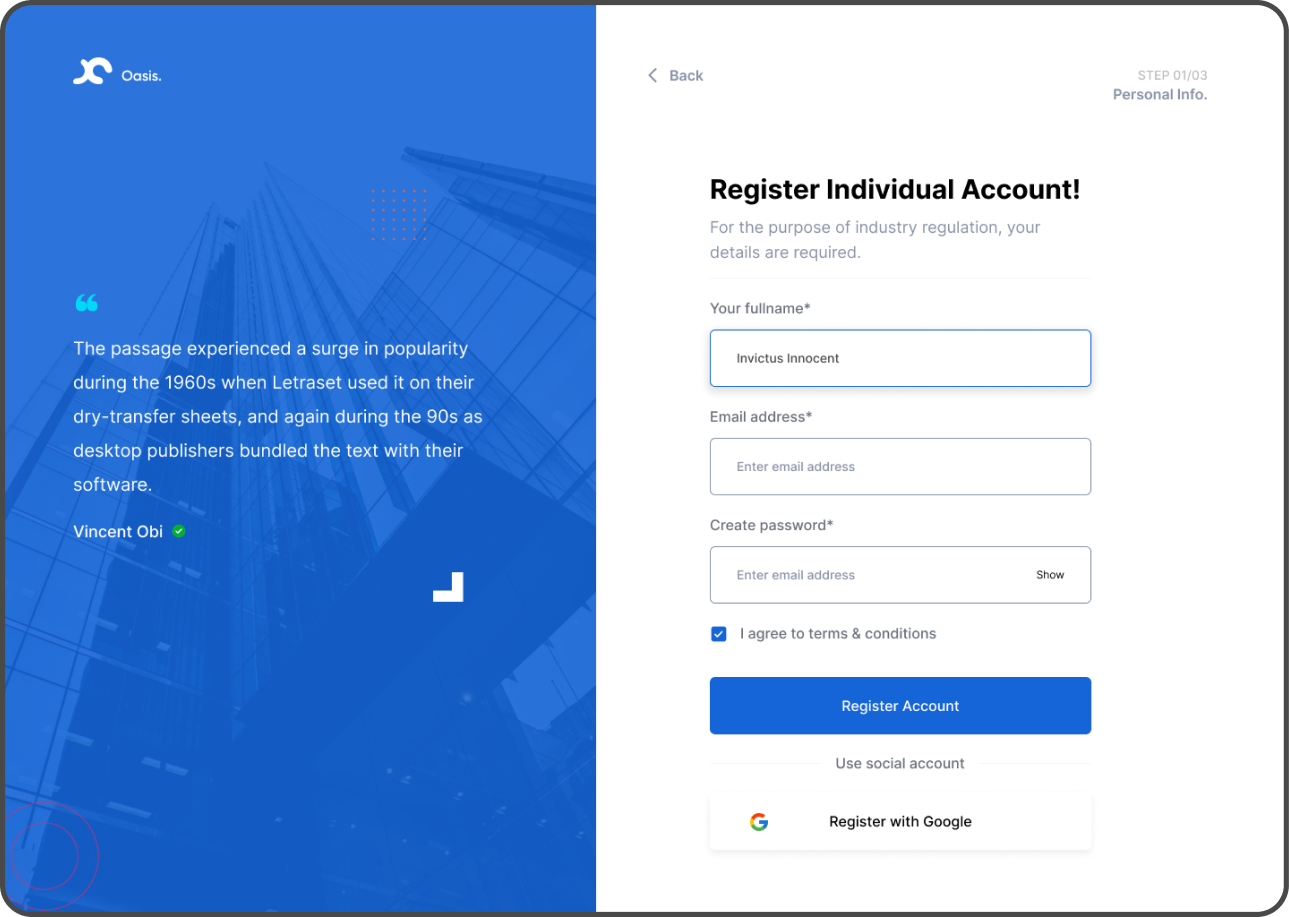 Oasis.
The passage experienced a surge in popularity
during the 1960s when Letraset used it on their
dry-transfer sheets, and again during the 90s as
desktop publishers bundled the text with their
software.
Vincent Obi
Back
STEP 01/03
Personal Info.
Register Individual Account!
For the purpose of industry regulation, your
details are required.
Your fullname*
Invictus Innocent
Email address*
Enter email address
Create password*
Enter email address Show
I agree to terms & conditions
Register Account
Use social account
Register with Google